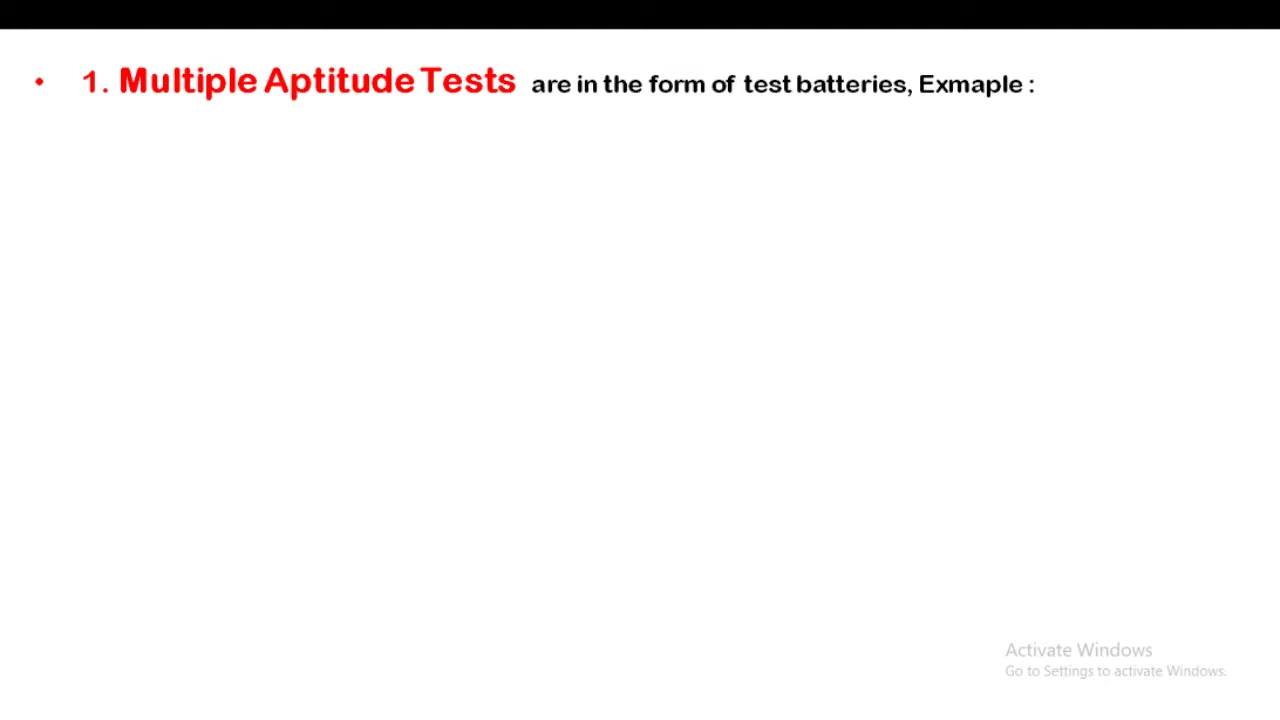 • 1. Multiple Aptitude Tests are in the form of test batteries, Exmaple :
Activate Windows
Go to Settings to activate Windows.